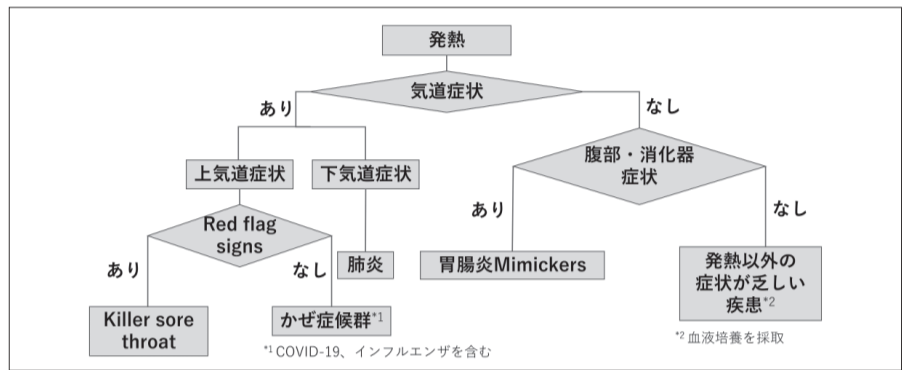 発熱
気道症状
あり
なし
上気道症状
下気道症状
腹部・消化器
症状
Red flag
signs
あり
なし
あり
なし
肺炎
胃腸炎Mimickers
発熱以外の
症状が乏しい
疾患*2
Killer sore
throat
かぜ症候群*1
*1 COVID-19、インフルエンザを含む
*2 血液培養を採取